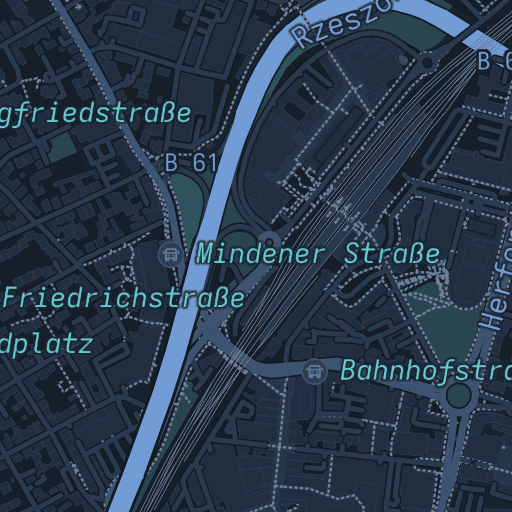 Rzeszo
B 6
gfriedstraße
B 61
Mindener Straße
Herfo
Friedrichstraße
dplatz
Bahnhofstra